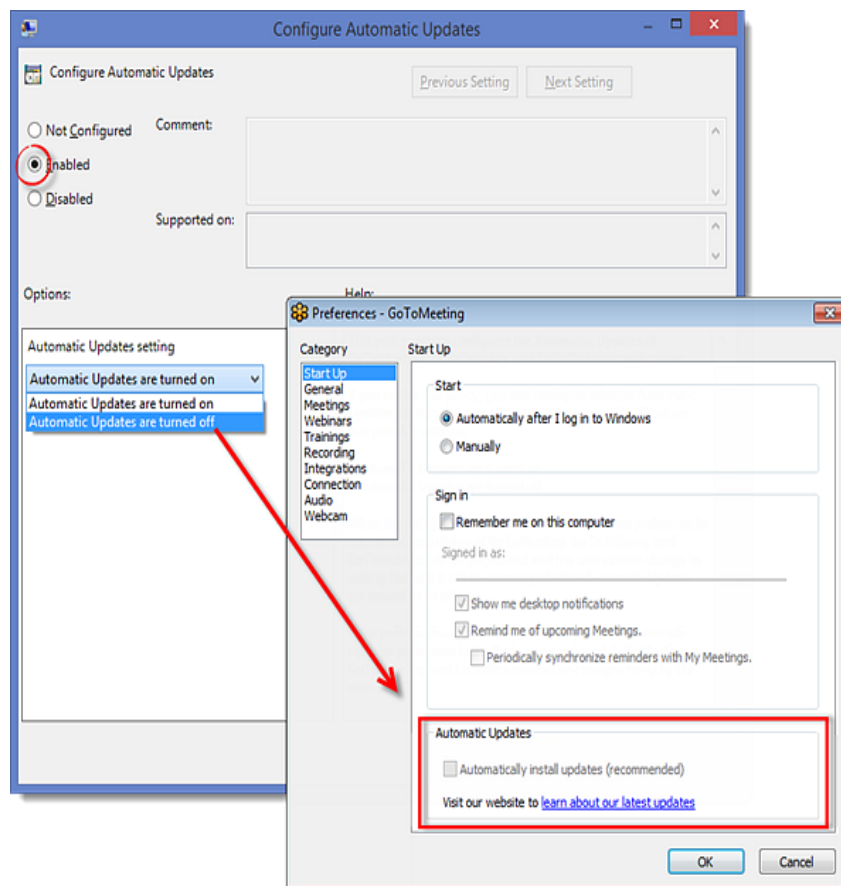 Configure Automatic Updates
Configure Automatic Updates
Previous Setting
Next Setting
Not Configured
Comment:
Enabled
Disabled
Supported on:
Options:
Help:
Automatic Updates setting
Automatic Updates are turned on
Automatic Updates are turned on
Automatic Updates are turned off
Preferences - GoToMeeting
Category
Start Up
Start Up
General
Meetings
Webinars
Trainings
Recording
Integrations
Connection
Audio
Webcam
Start
Automatically after I log in to Windows
Manually
Sign in
Remember me on this computer
Signed in as:
Show me desktop notifications
Remind me of upcoming Meetings.
Periodically synchronize reminders with My Meetings.
Automatic Updates
Automatically install updates (recommended)
Visit our website to learn about our latest updates
OK
Cancel